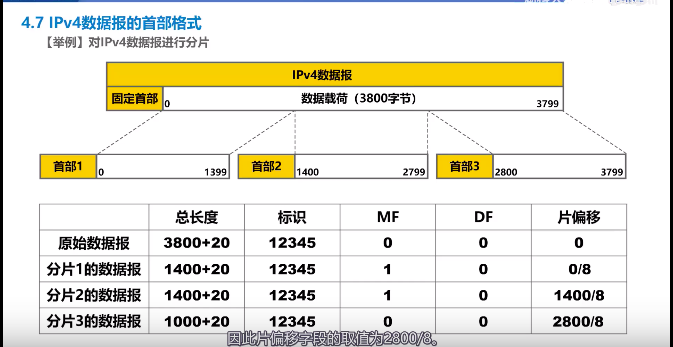 4.7 IPv4数据报的首部格式
【举例】对IPv4数据报进行分片
IPv4数据报
固定首部 0 数据载荷（3800字节） 3799
首部1 0 1399 首部2 1400 2799 首部3 2800 3799
总长度 标识 MF DF 片偏移
原始数据报 3800+20 12345 0 0 0
分片1的数据报 1400+20 12345 1 0 0/8
分片2的数据报 1400+20 12345 1 0 1400/8
分片3的数据报 1000+20 12345 0 0 2800/8
因此片偏移字段的取值为2800/8。